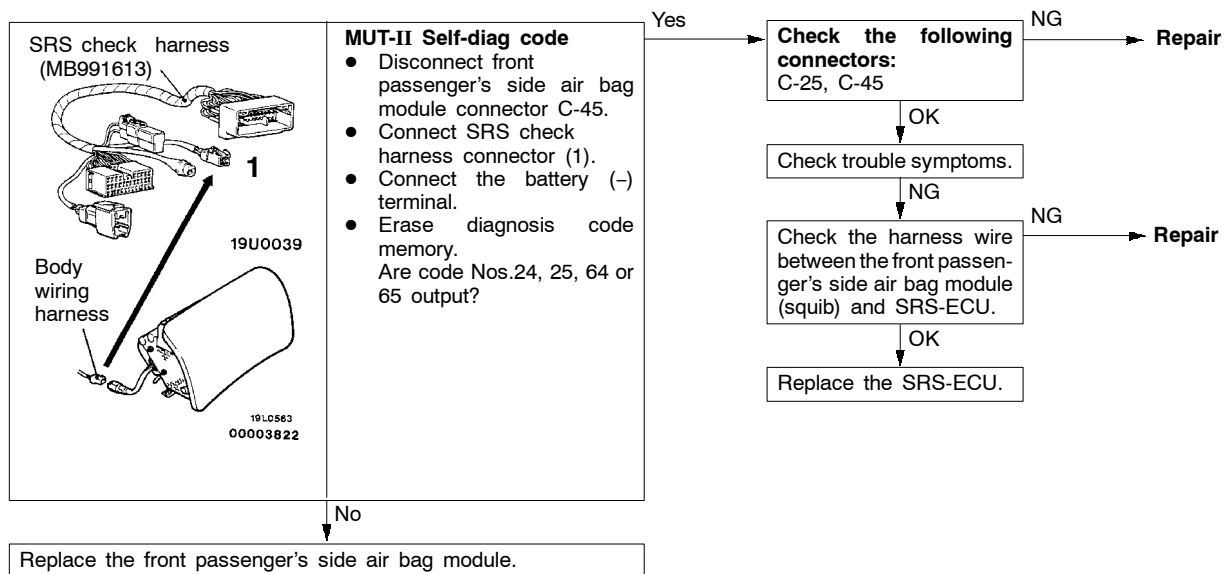 SRS check harness
(MB991613)
1
19U0039
Body
wiring
harness
19L0563
00003822
MUT-II Self-diag code
● Disconnect front
passenger's side air bag
module connector C-45.
● Connect SRS check
harness connector (1).
● Connect the battery (–)
terminal.
● Erase diagnosis code
memory.
Are code Nos.24, 25, 64 or
65 output?
Yes
Check the following
connectors:
C-25, C-45
NG
Repair
OK
Check trouble symptoms.
NG
Check the harness wire
between the front passen-
ger's side air bag module
(squib) and SRS-ECU.
NG
Repair
OK
Replace the SRS-ECU.
No
Replace the front passenger's side air bag module.